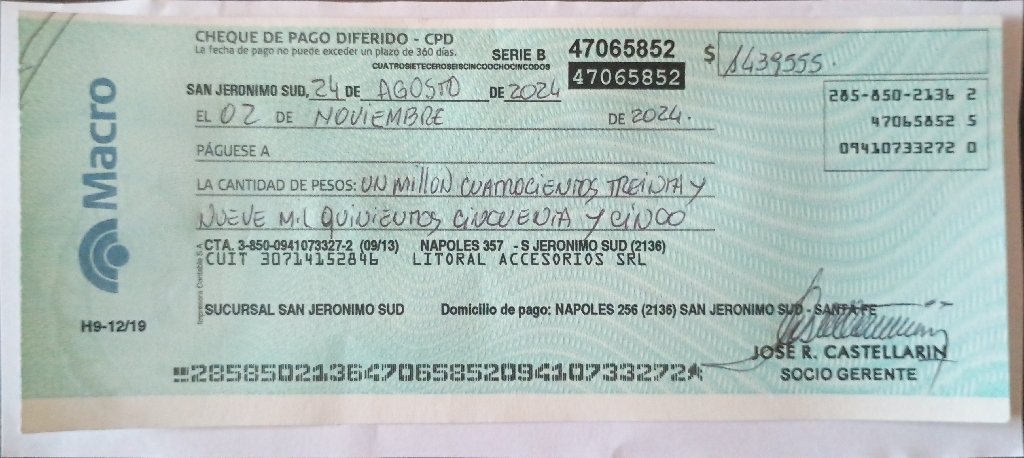 CHEQUE DE PAGO DIFERIDO - CPD
La fecha de pago no puede exceder un plazo de 360 días.
SERIE B 47065852
$ 1439555.
CUATROSIETECEROSEISCINCOOCHOCINCODOS
47065852
SAN JERONIMO SUD, 24 DE AGOSTO DE 2024
285-850-2136 2
EL 02 DE NOVIEMBRE DE 2024.
47065852 5
09410733272 0
PÁGUESE A
LA CANTIDAD DE PESOS: UN MILLON CUATROCIENTOS TREINTA Y
NUEVE MIL QUINIENTOS CINCUENTA Y CINCO
CTA. 3-850-0941073327-2 (09/13) NAPOLES 357 - S JERONIMO SUD (2136)
CUIT 30714152846 LITORAL ACCESORIOS SRL
SUCURSAL SAN JERONIMO SUD Domicilio de pago: NAPOLES 256 (2136) SAN JERONIMO SUD - SANTA FE
Macro
H9-12/19
JOSÉ R. CASTELLARIN
SOCIO GERENTE
28585021364706585209410733272